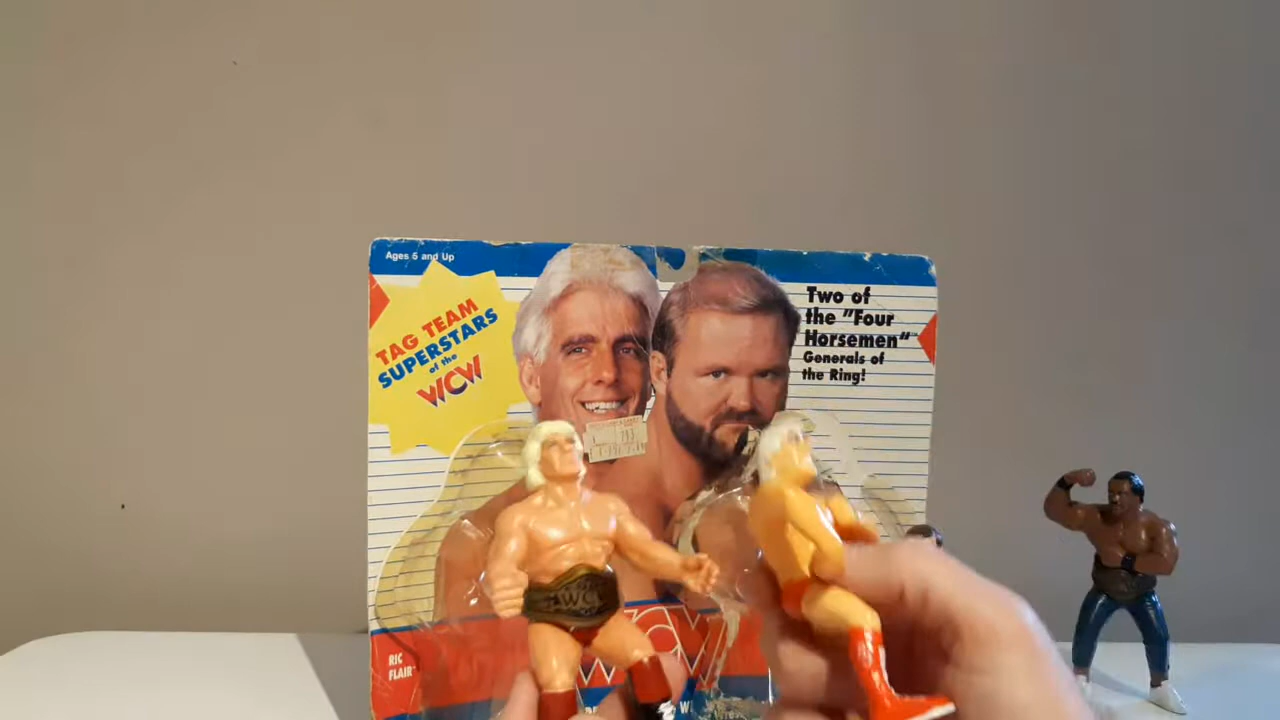 Ages 5 and Up
TAG TEAM
SUPERSTARS
of the
WCW
Two of
the "Four
Horsemen"
Generals of
the Ring!
RIC
FLAIR
WCW